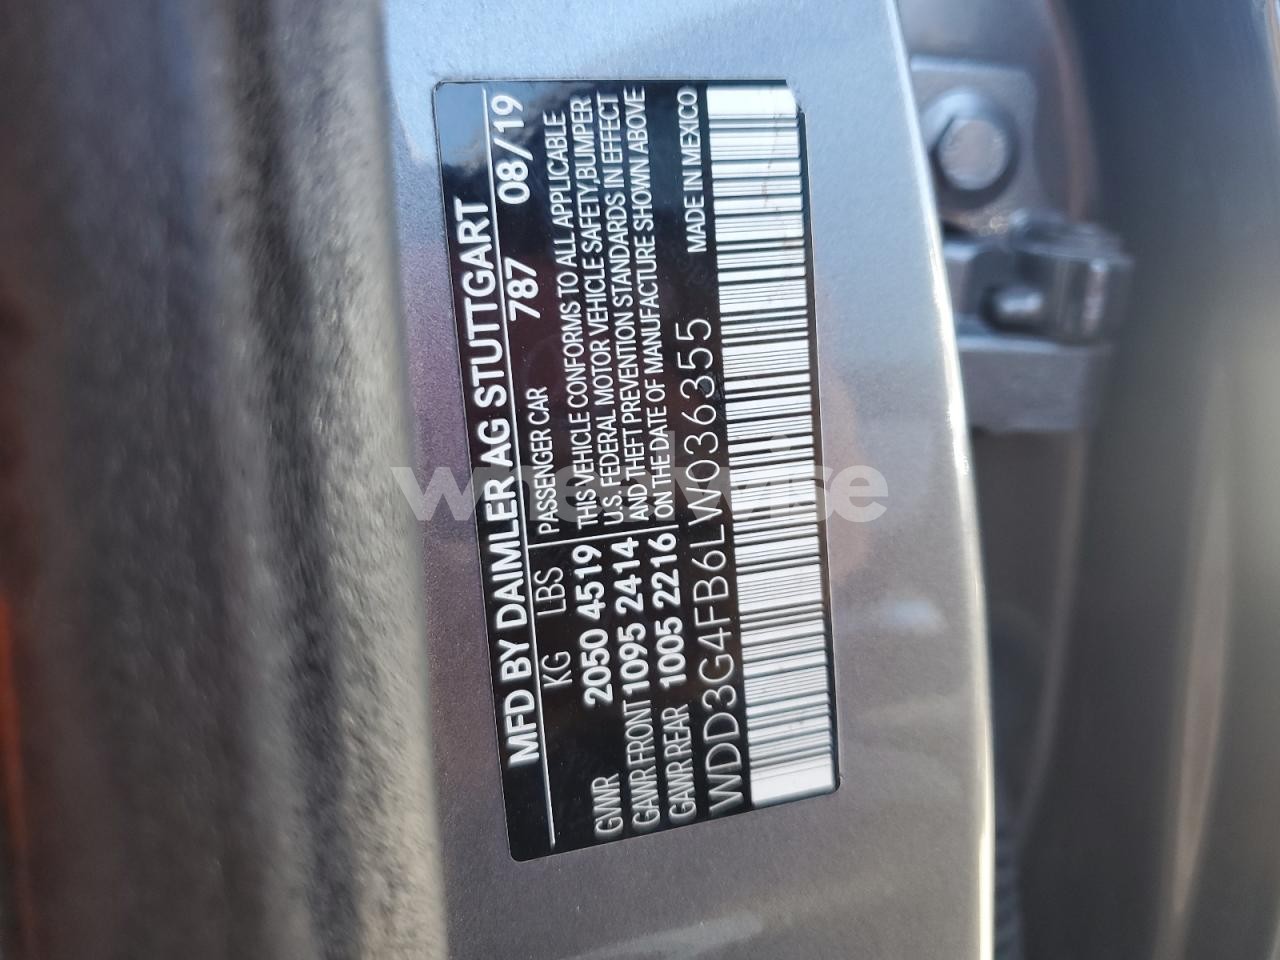 MFD BY DAIMLER AG STUTTGART
787 08/19
KG LBS PASSENGER CAR
GVWR 2050 4519
GAWR FRONT 1095 2414
GAWR REAR 1005 2216
THIS VEHICLE CONFORMS TO ALL APPLICABLE
U.S. FEDERAL MOTOR VEHICLE SAFETY,BUMPER
AND THEFT PREVENTION STANDARDS IN EFFECT
ON THE DATE OF MANUFACTURE SHOWN ABOVE
WDD3G4FB6LW036355 MADE IN MEXICO
wheelwise